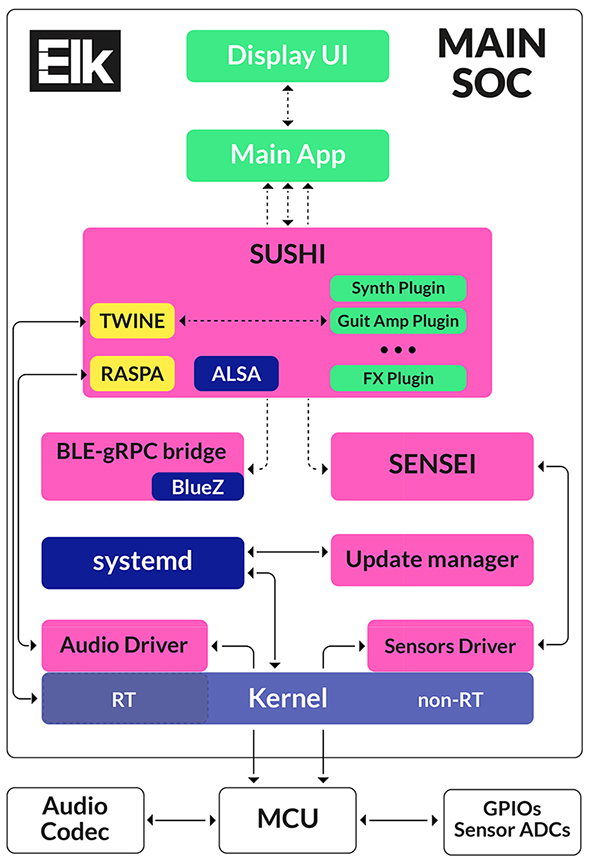 Elk
MAIN
SOC
Display UI
Main App
SUSHI
Synth Plugin
TWINE
Guit Amp Plugin
...
RASPA
ALSA
FX Plugin
BLE-gRPC bridge
BlueZ
SENSEI
systemd
Update manager
Audio Driver
Sensors Driver
RT
Kernel
non-RT
Audio
Codec
MCU
GPIOs
Sensor ADCs